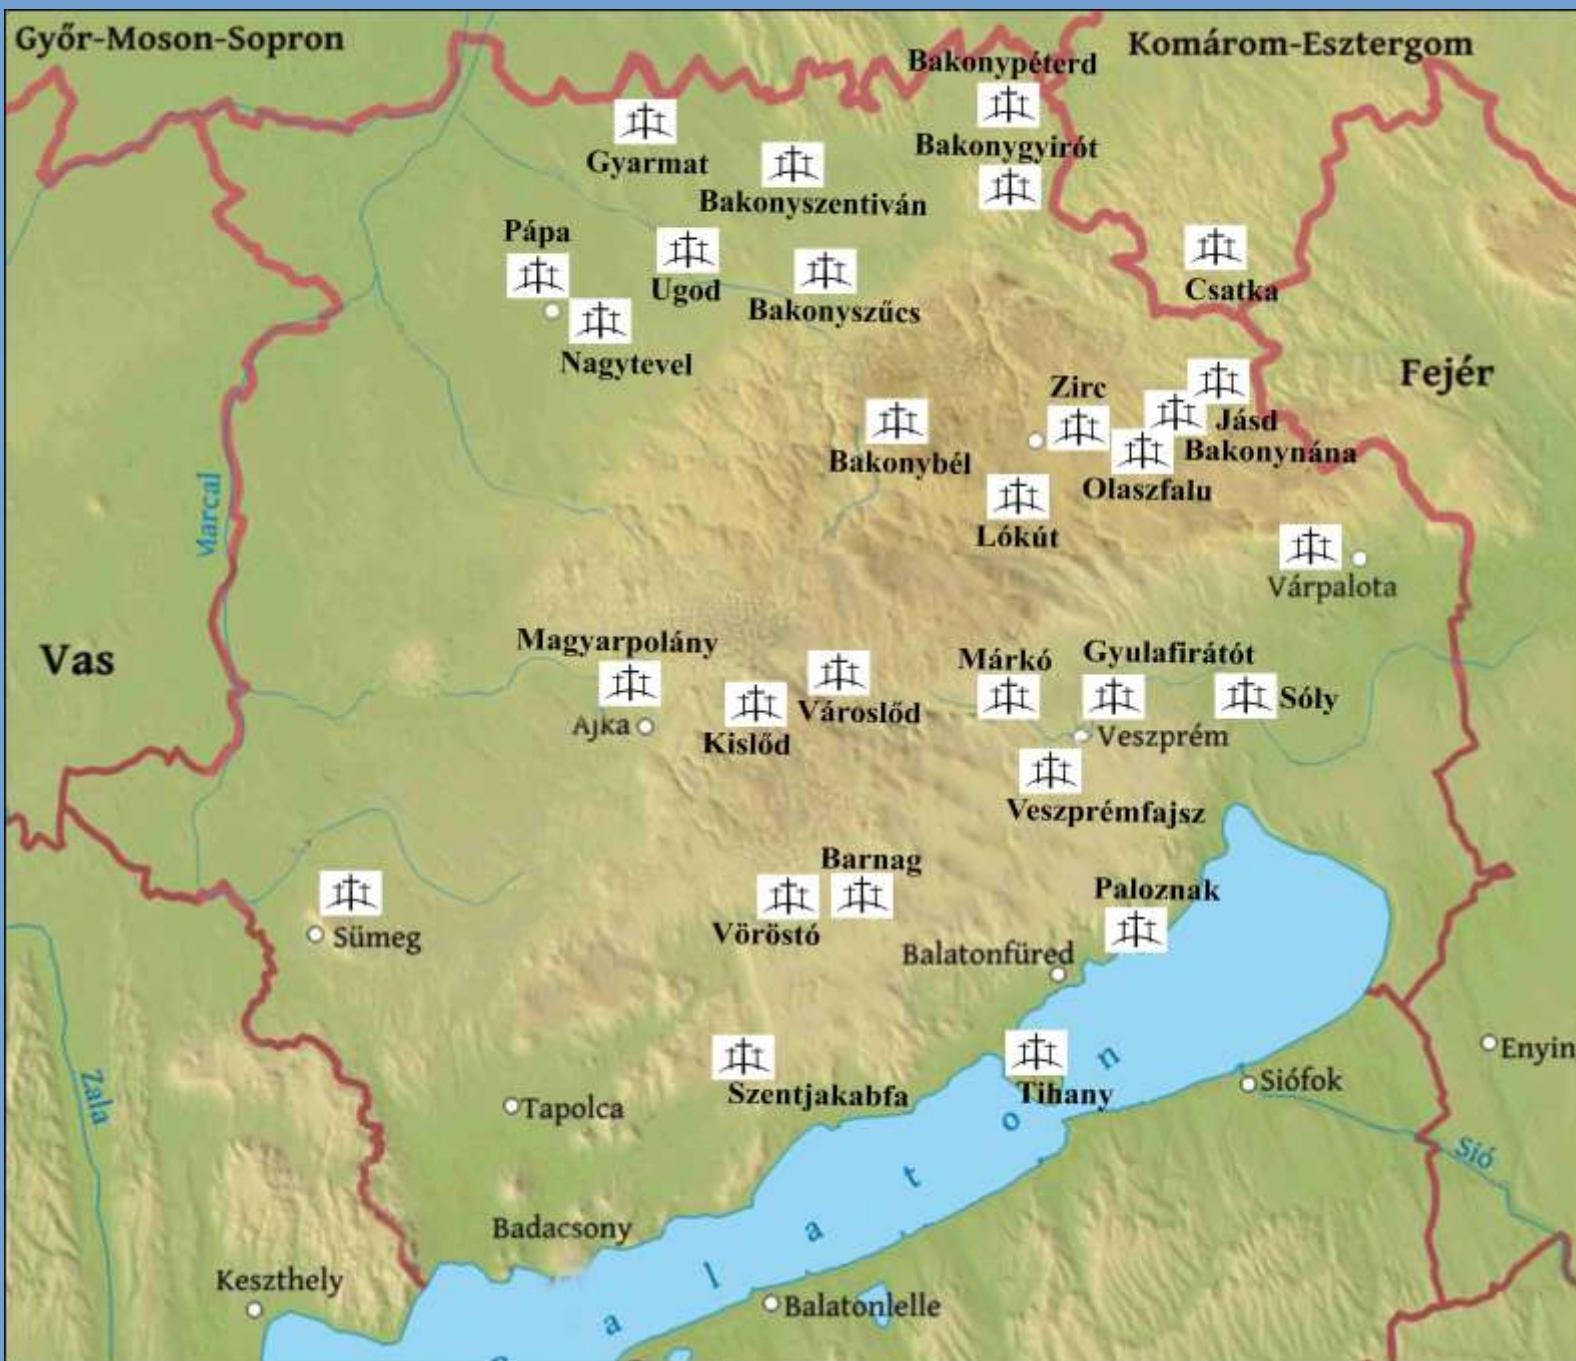 Győr-Moson-Sopron
Komárom-Esztergom
Bakonypéterd
Bakonygyirót
Gyarmat
Bakonyszentiván
Pápa
Ugod
Bakonyszűcs
Csatka
Nagytevel
Fejér
Zirc
Jásd
Bakonynána
Bakonybél
Olaszfalu
Lókút
Marcal
Várpalota
Vas
Magyarpolány
Márkó
Gyulafirátót
Sóly
Városlőd
Ajka
Kislőd
Veszprém
Veszprémfajsz
Barnag
Paloznak
Vöröstó
Sümeg
Balatonfüred
Enyin
Zala
Szentjakabfa
Tihany
Siófok
Tapolca
Sió
Badacsony
Keszthely
Balatonlelle
a l a t o n